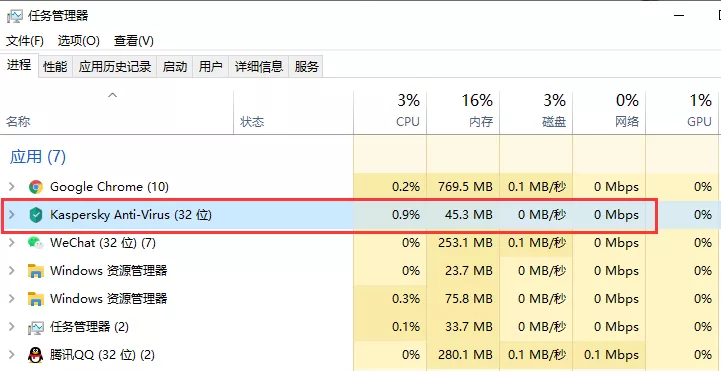 任务管理器
文件(F) 选项(O) 查看(V)
进程 性能 应用历史记录 启动 用户 详细信息 服务
3% 16% 3% 0% 1%
名称 状态 CPU 内存 磁盘 网络 GPU
应用 (7)
Google Chrome (10) 0.2% 769.5 MB 0.1 MB/秒 0 Mbps 0%
Kaspersky Anti-Virus (32 位) 0.9% 45.3 MB 0 MB/秒 0 Mbps 0%
WeChat (32 位) (7) 0% 253.1 MB 0.1 MB/秒 0 Mbps 0%
Windows 资源管理器 0% 23.7 MB 0 MB/秒 0 Mbps 0%
Windows 资源管理器 0.3% 75.8 MB 0 MB/秒 0 Mbps 0%
任务管理器 (2) 0.1% 33.7 MB 0 MB/秒 0 Mbps 0%
腾讯QQ (32 位) (2) 0% 280.1 MB 0.1 MB/秒 0.1 Mbps 0%